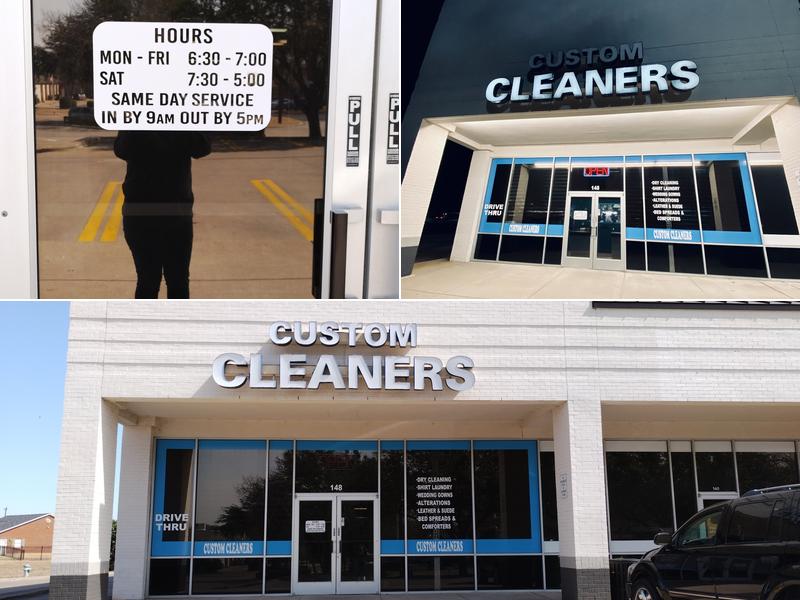 HOURS
MON - FRI 6:30 - 7:00
SAT 7:30 - 5:00
SAME DAY SERVICE
IN BY 9AM OUT BY 5PM
PULL
PULL
CUSTOM
CLEANERS
OPEN
148
DRIVE
THRU
·DRY CLEANING
·SHIRT LAUNDRY
·WEDDING GOWNS
·ALTERATIONS
·LEATHER & SUEDE
·BED SPREADS &
COMFORTERS
CUSTOM CLEANERS
CUSTOM CLEANERS
CUSTOM
CLEANERS
148
DRIVE
THRU
·DRY CLEANING
·SHIRT LAUNDRY
·WEDDING GOWNS
·ALTERATIONS
·LEATHER & SUEDE
·BED SPREADS &
COMFORTERS
CUSTOM CLEANERS
CUSTOM CLEANERS